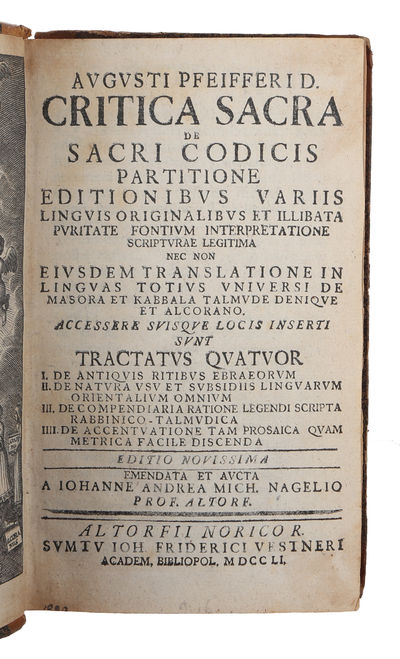 AVGVSTI PFEIFFERI D.
CRITICA SACRA
DE
SACRI CODICIS
PARTITIONE
EDITIONIBVS VARIIS
LINGVIS ORIGINALIBVS ET ILLIBATA
PVRITATE FONTIVM INTERPRETATIONE
SCRIPTVRAE LEGITIMA
NEC NON
EIVSDEM TRANSLATIONE IN
LINGVAS TOTIVS VNIVERSI DE
MASORA ET KABBALA TALMVDE DENIQVE
ET ALCORANO.
ACCESSERE SVISQVE LOCIS INSERTI
SVNT
TRACTATVS QVATVOR
I. DE ANTIQVIS RITIBVS EBRAEORVM
II. DE NATVRA VSV ET SVBSIDIIS LINGVARVM
ORIENTALIVM OMNIVM
III. DE COMPENDIARIA RATIONE LEGENDI SCRIPTA
RABBINICO-TALMVDICA
IIII. DE ACCENTVATIONE TAM PROSAICA QVAM
METRICA FACILE DISCENDA
EDITIO NOVISSIMA
EMENDATA ET AVCTA
A IOHANNE ANDREA MICH. NAGELIO
PROF. ALTORF.
ALTORFII NORICOR.
SVMTV IOH. FRIDERICI VESTNERI
ACADEM. BIBLIOPOL. MDCCLI.